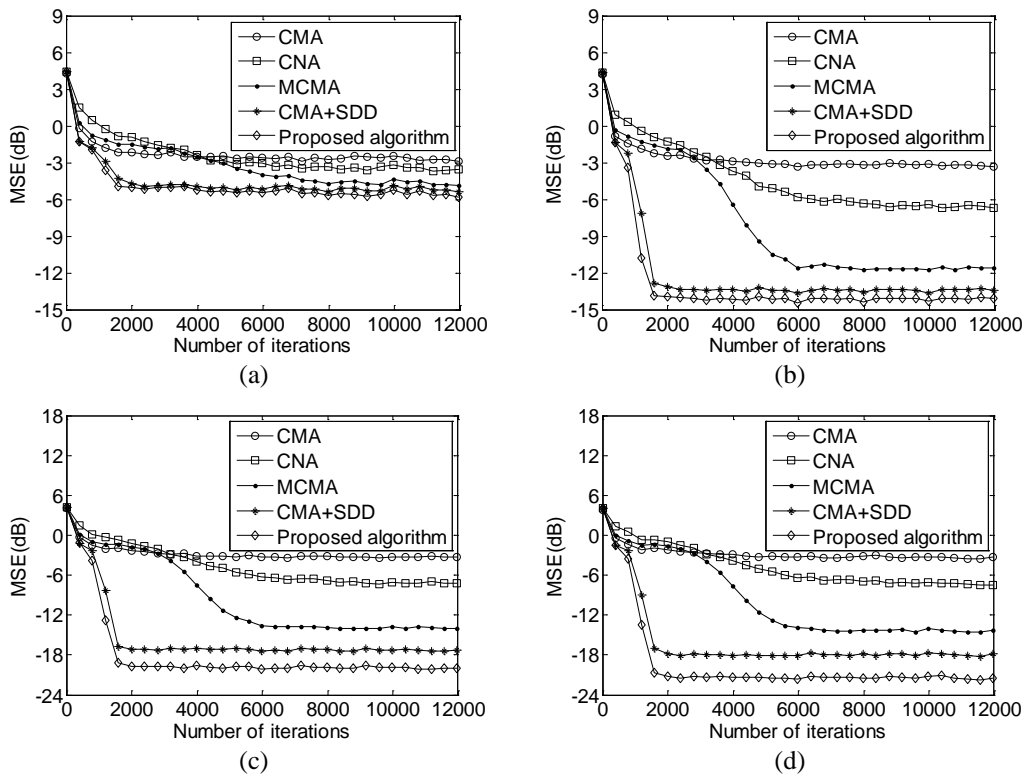 9
6
3
0
-3
-6
-9
-12
-15
MSE(dB)
0 2000 4000 6000 8000 10000 12000
Number of iterations
CMA
CNA
MCMA
CMA+SDD
Proposed algorithm
(a)
9
6
3
0
-3
-6
-9
-12
-15
MSE(dB)
0 2000 4000 6000 8000 10000 12000
Number of iterations
CMA
CNA
MCMA
CMA+SDD
Proposed algorithm
(b)
18
12
6
0
-6
-12
-18
-24
MSE(dB)
0 2000 4000 6000 8000 10000 12000
Number of iterations
CMA
CNA
MCMA
CMA+SDD
Proposed algorithm
(c)
18
12
6
0
-6
-12
-18
-24
MSE(dB)
0 2000 4000 6000 8000 10000 12000
Number of iterations
CMA
CNA
MCMA
CMA+SDD
Proposed algorithm
(d)